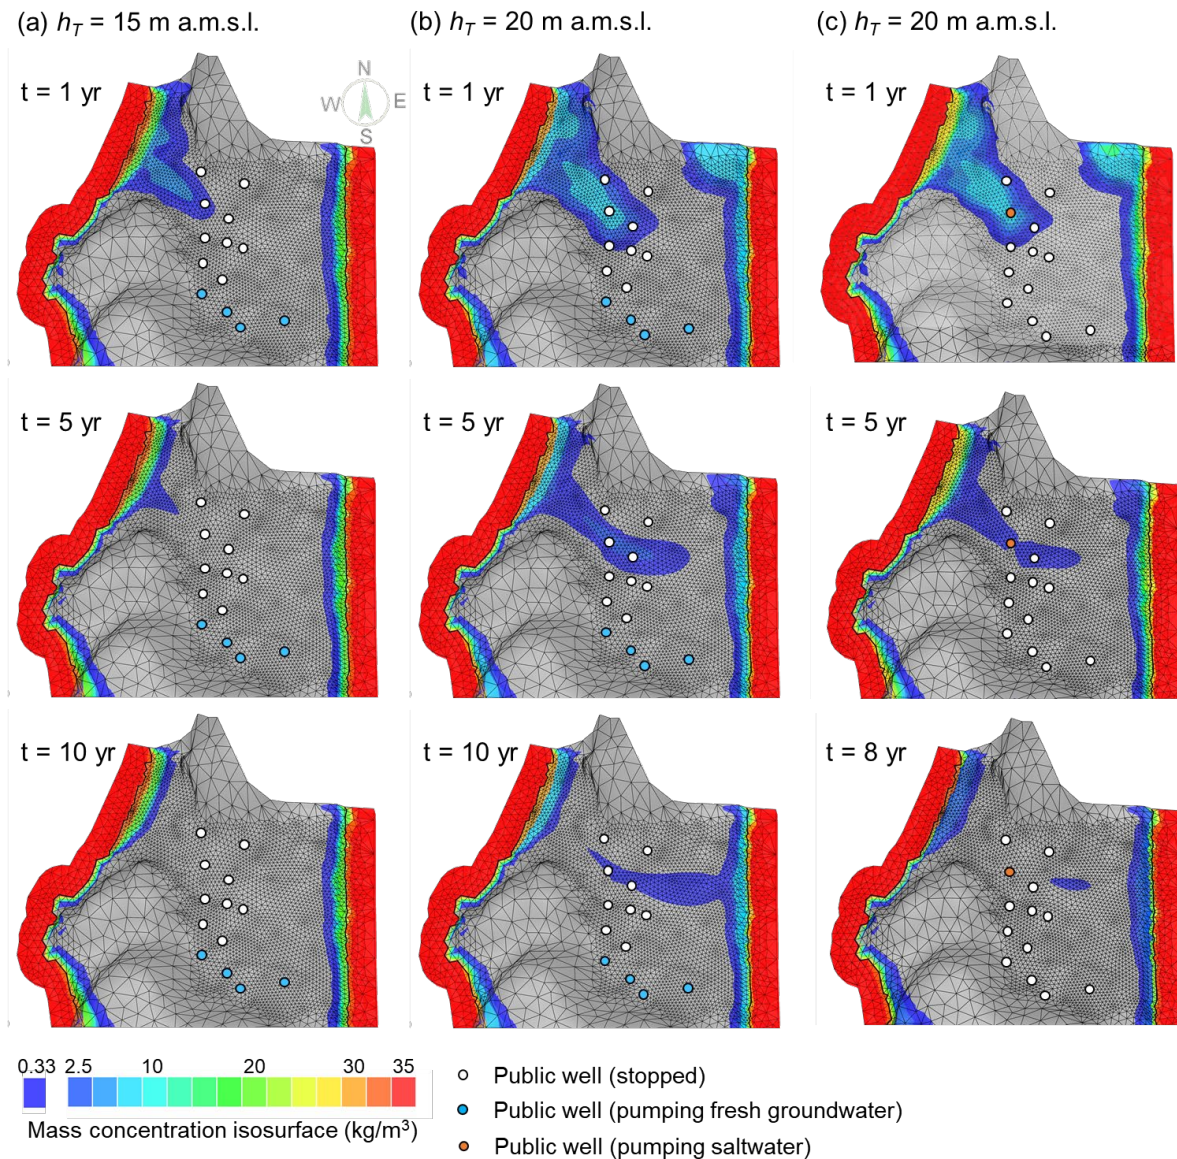 (a) h_T = 15 m a.m.s.l.
(b) h_T = 20 m a.m.s.l.
(c) h_T = 20 m a.m.s.l.
t = 1 yr
N
W E
S
t = 1 yr
t = 1 yr
t = 5 yr
t = 5 yr
t = 5 yr
t = 10 yr
t = 10 yr
t = 8 yr
0.33 2.5 10 20 30 35
Mass concentration isosurface (kg/m³)
Public well (stopped)
Public well (pumping fresh groundwater)
Public well (pumping saltwater)